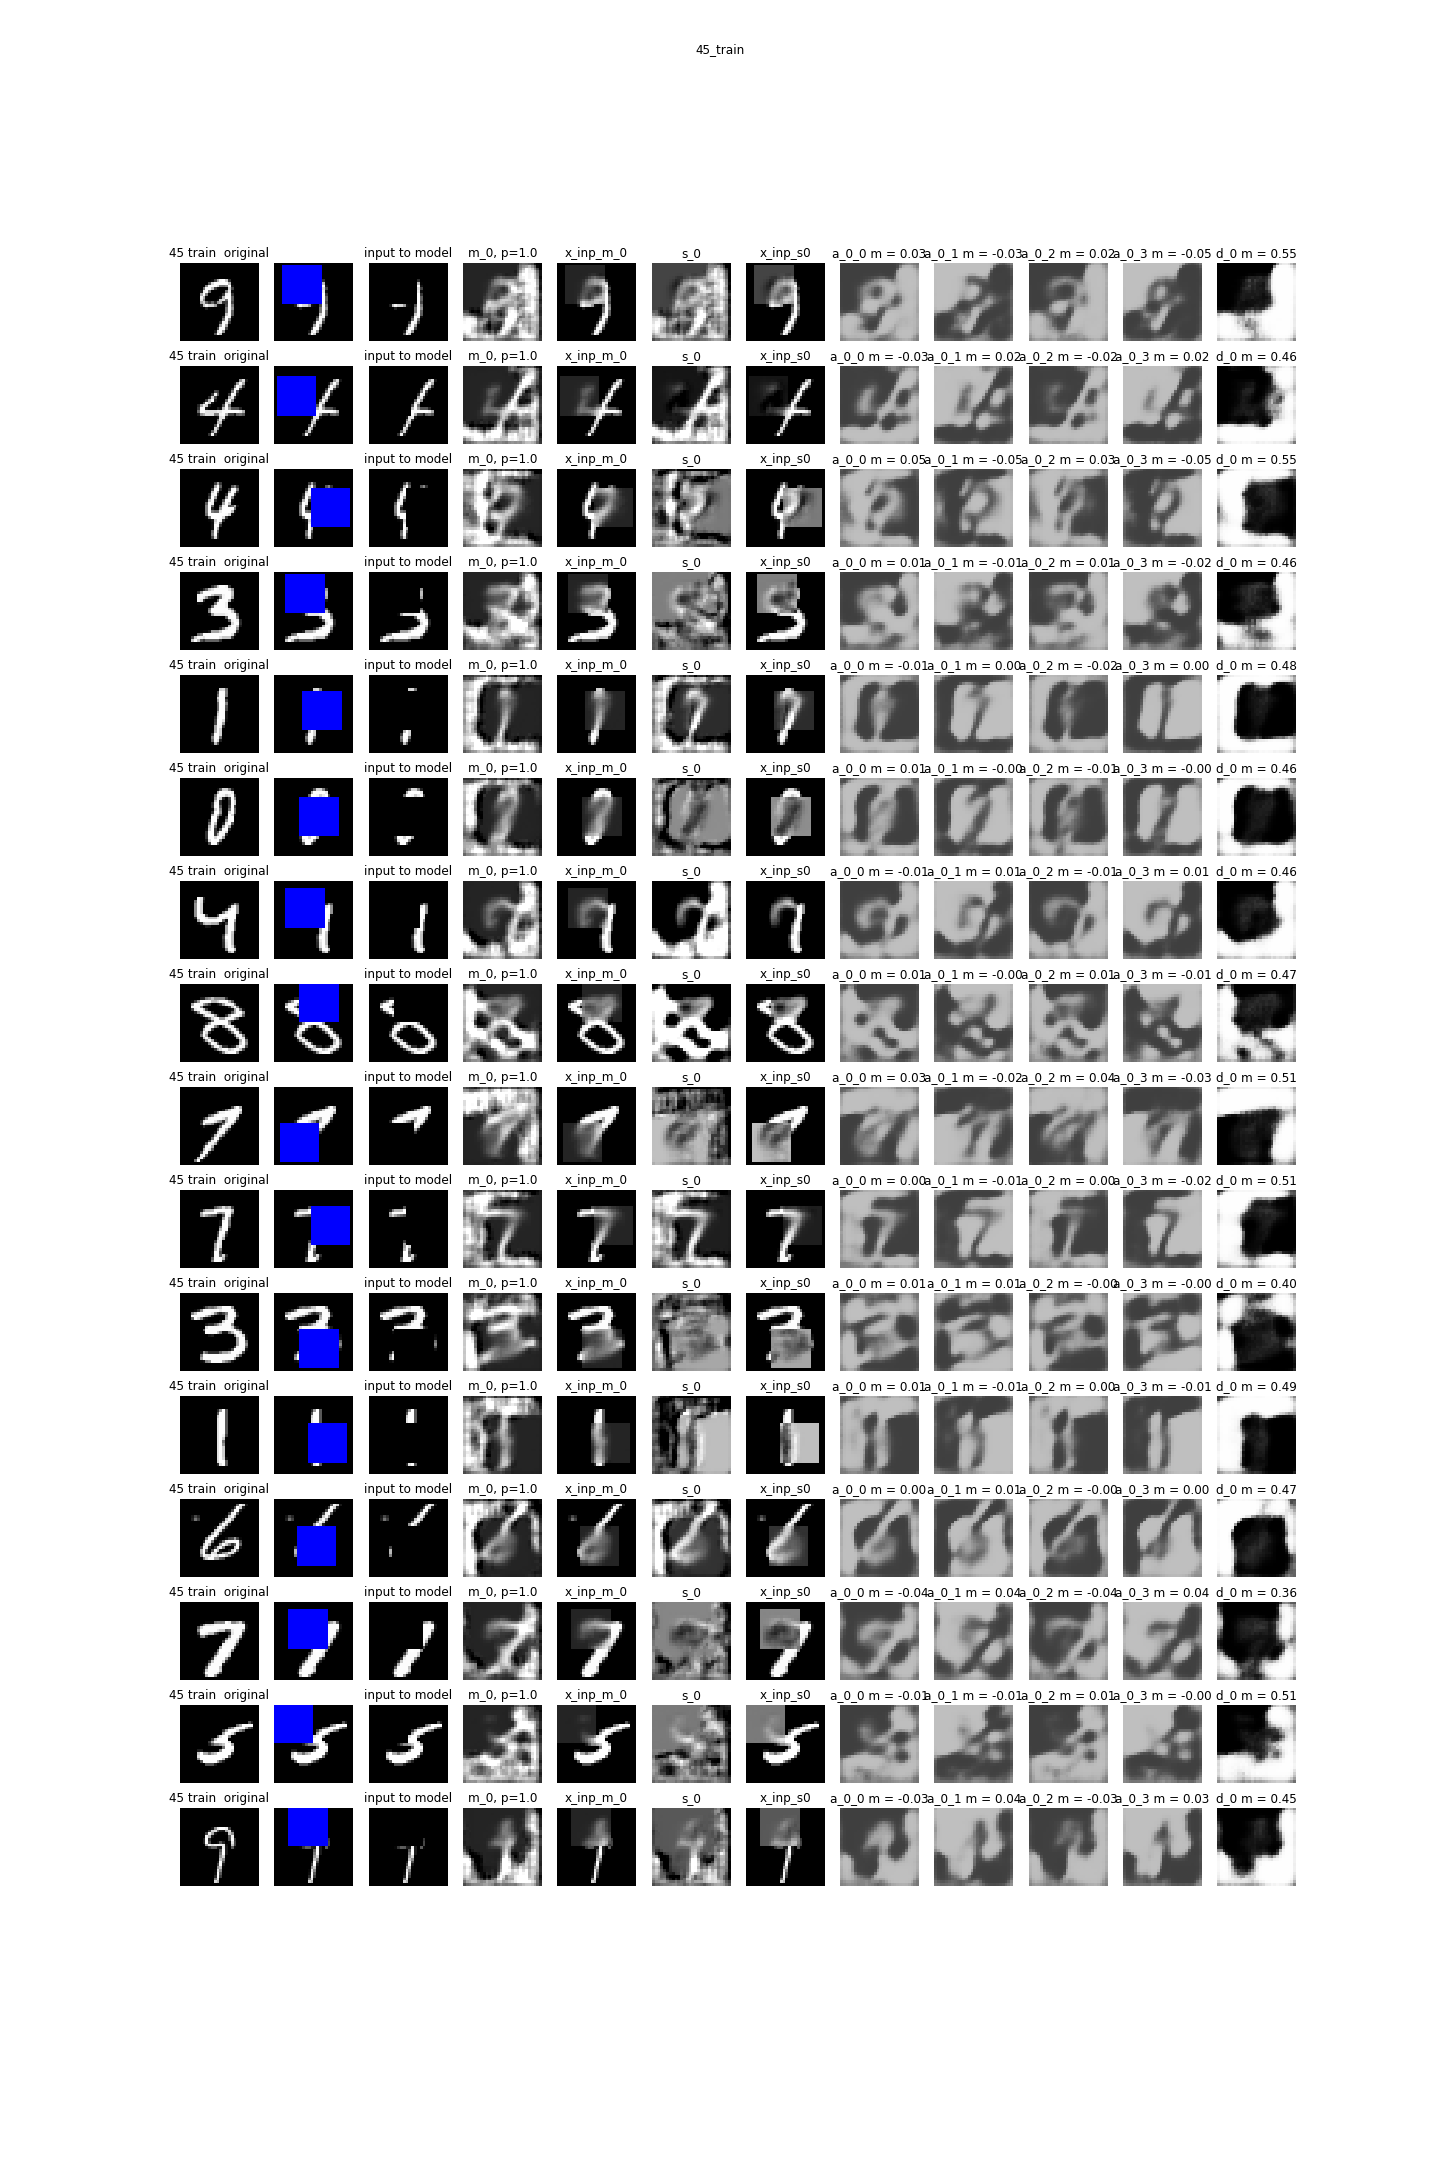 45_train
45 train original input to model m_0, p=1.0 x_inp_m_0 s_0 x_inp_s0 a_0_0 m = 0.03 a_0_1 m = -0.03 a_0_2 m = 0.02 a_0_3 m = -0.05 d_0 m = 0.55
45 train original input to model m_0, p=1.0 x_inp_m_0 s_0 x_inp_s0 a_0_0 m = -0.03 a_0_1 m = 0.02 a_0_2 m = -0.02 a_0_3 m = 0.02 d_0 m = 0.46
45 train original input to model m_0, p=1.0 x_inp_m_0 s_0 x_inp_s0 a_0_0 m = 0.05 a_0_1 m = -0.05 a_0_2 m = 0.03 a_0_3 m = -0.05 d_0 m = 0.55
45 train original input to model m_0, p=1.0 x_inp_m_0 s_0 x_inp_s0 a_0_0 m = 0.01 a_0_1 m = -0.01 a_0_2 m = 0.01 a_0_3 m = -0.02 d_0 m = 0.46
45 train original input to model m_0, p=1.0 x_inp_m_0 s_0 x_inp_s0 a_0_0 m = -0.01 a_0_1 m = 0.00 a_0_2 m = -0.02 a_0_3 m = 0.00 d_0 m = 0.48
45 train original input to model m_0, p=1.0 x_inp_m_0 s_0 x_inp_s0 a_0_0 m = 0.01 a_0_1 m = -0.00 a_0_2 m = -0.01 a_0_3 m = -0.00 d_0 m = 0.46
45 train original input to model m_0, p=1.0 x_inp_m_0 s_0 x_inp_s0 a_0_0 m = -0.01 a_0_1 m = 0.01 a_0_2 m = -0.01 a_0_3 m = 0.01 d_0 m = 0.46
45 train original input to model m_0, p=1.0 x_inp_m_0 s_0 x_inp_s0 a_0_0 m = 0.01 a_0_1 m = -0.00 a_0_2 m = 0.01 a_0_3 m = -0.01 d_0 m = 0.47
45 train original input to model m_0, p=1.0 x_inp_m_0 s_0 x_inp_s0 a_0_0 m = 0.03 a_0_1 m = -0.02 a_0_2 m = 0.04 a_0_3 m = -0.03 d_0 m = 0.51
45 train original input to model m_0, p=1.0 x_inp_m_0 s_0 x_inp_s0 a_0_0 m = 0.00 a_0_1 m = -0.01 a_0_2 m = 0.00 a_0_3 m = -0.02 d_0 m = 0.51
45 train original input to model m_0, p=1.0 x_inp_m_0 s_0 x_inp_s0 a_0_0 m = 0.01 a_0_1 m = 0.01 a_0_2 m = -0.00 a_0_3 m = -0.00 d_0 m = 0.40
45 train original input to model m_0, p=1.0 x_inp_m_0 s_0 x_inp_s0 a_0_0 m = 0.01 a_0_1 m = -0.01 a_0_2 m = 0.00 a_0_3 m = -0.01 d_0 m = 0.49
45 train original input to model m_0, p=1.0 x_inp_m_0 s_0 x_inp_s0 a_0_0 m = 0.00 a_0_1 m = 0.01 a_0_2 m = -0.00 a_0_3 m = 0.00 d_0 m = 0.47
45 train original input to model m_0, p=1.0 x_inp_m_0 s_0 x_inp_s0 a_0_0 m = -0.04 a_0_1 m = 0.04 a_0_2 m = -0.04 a_0_3 m = 0.04 d_0 m = 0.36
45 train original input to model m_0, p=1.0 x_inp_m_0 s_0 x_inp_s0 a_0_0 m = -0.01 a_0_1 m = -0.01 a_0_2 m = 0.01 a_0_3 m = -0.00 d_0 m = 0.51
45 train original input to model m_0, p=1.0 x_inp_m_0 s_0 x_inp_s0 a_0_0 m = -0.03 a_0_1 m = 0.04 a_0_2 m = -0.03 a_0_3 m = 0.03 d_0 m = 0.45